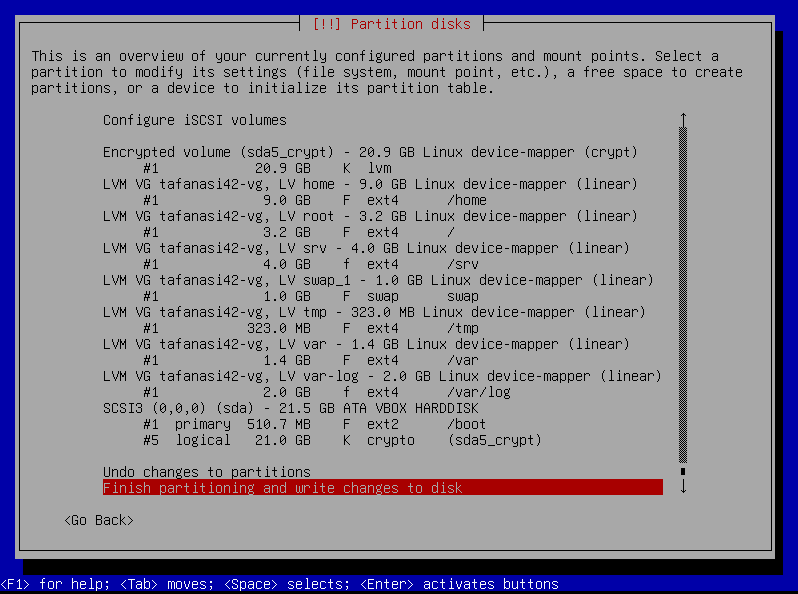 [!!] Partition disks
This is an overview of your currently configured partitions and mount points. Select a
partition to modify its settings (file system, mount point, etc.), a free space to create
partitions, or a device to initialize its partition table.
Configure iSCSI volumes
Encrypted volume (sda5_crypt) - 20.9 GB Linux device-mapper (crypt)
#1 20.9 GB K lvm
LVM VG tafanasi42-vg, LV home - 9.0 GB Linux device-mapper (linear)
#1 9.0 GB F ext4 /home
LVM VG tafanasi42-vg, LV root - 3.2 GB Linux device-mapper (linear)
#1 3.2 GB F ext4 /
LVM VG tafanasi42-vg, LV srv - 4.0 GB Linux device-mapper (linear)
#1 4.0 GB f ext4 /srv
LVM VG tafanasi42-vg, LV swap_1 - 1.0 GB Linux device-mapper (linear)
#1 1.0 GB F swap swap
LVM VG tafanasi42-vg, LV tmp - 323.0 MB Linux device-mapper (linear)
#1 323.0 MB F ext4 /tmp
LVM VG tafanasi42-vg, LV var - 1.4 GB Linux device-mapper (linear)
#1 1.4 GB F ext4 /var
LVM VG tafanasi42-vg, LV var-log - 2.0 GB Linux device-mapper (linear)
#1 2.0 GB f ext4 /var/log
SCSI3 (0,0,0) (sda) - 21.5 GB ATA VBOX HARDDISK
#1 primary 510.7 MB F ext2 /boot
#5 logical 21.0 GB K crypto (sda5_crypt)
Undo changes to partitions
Finish partitioning and write changes to disk
<Go Back>
<F1> for help; <Tab> moves; <Space> selects; <Enter> activates buttons